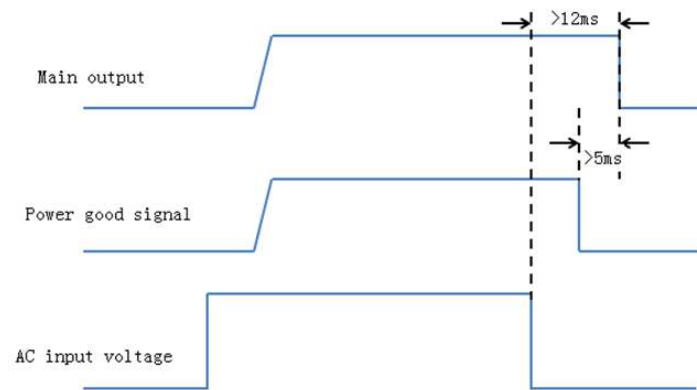 >12ms
Main output
>5ms
Power good signal
AC input voltage